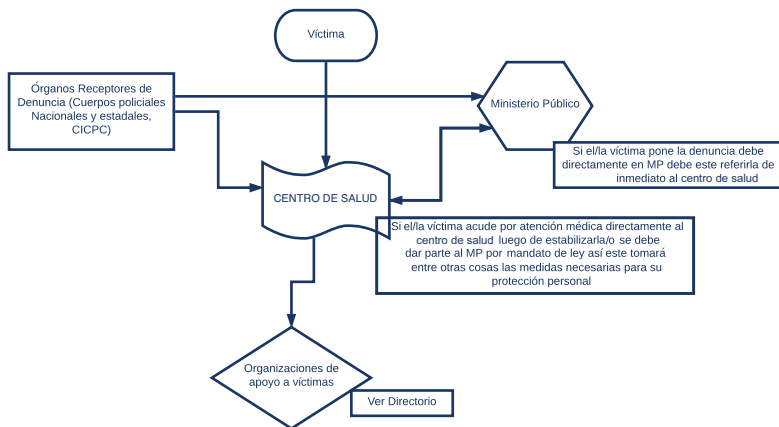 Víctima
Órganos Receptores de
Denuncia (Cuerpos policiales
Nacionales y estadales,
CICPC)
Ministerio Público
Si el/la víctima pone la denuncia debe
directamente en MP debe este referirla de
inmediato al centro de salud
CENTRO DE SALUD
Si el/la víctima acude por atención médica directamente al
centro de salud luego de estabilizarla/o se debe
dar parte al MP por mandato de ley así este tomará
entre otras cosas las medidas necesarias para su
protección personal
Organizaciones de
apoyo a víctimas
Ver Directorio